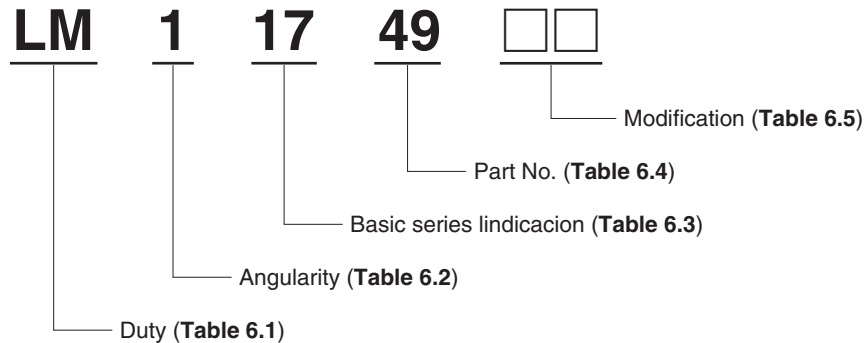 LM 1 17 49 □□
Modification (Table 6.5)
Part No. (Table 6.4)
Basic series lindicacion (Table 6.3)
Angularity (Table 6.2)
Duty (Table 6.1)